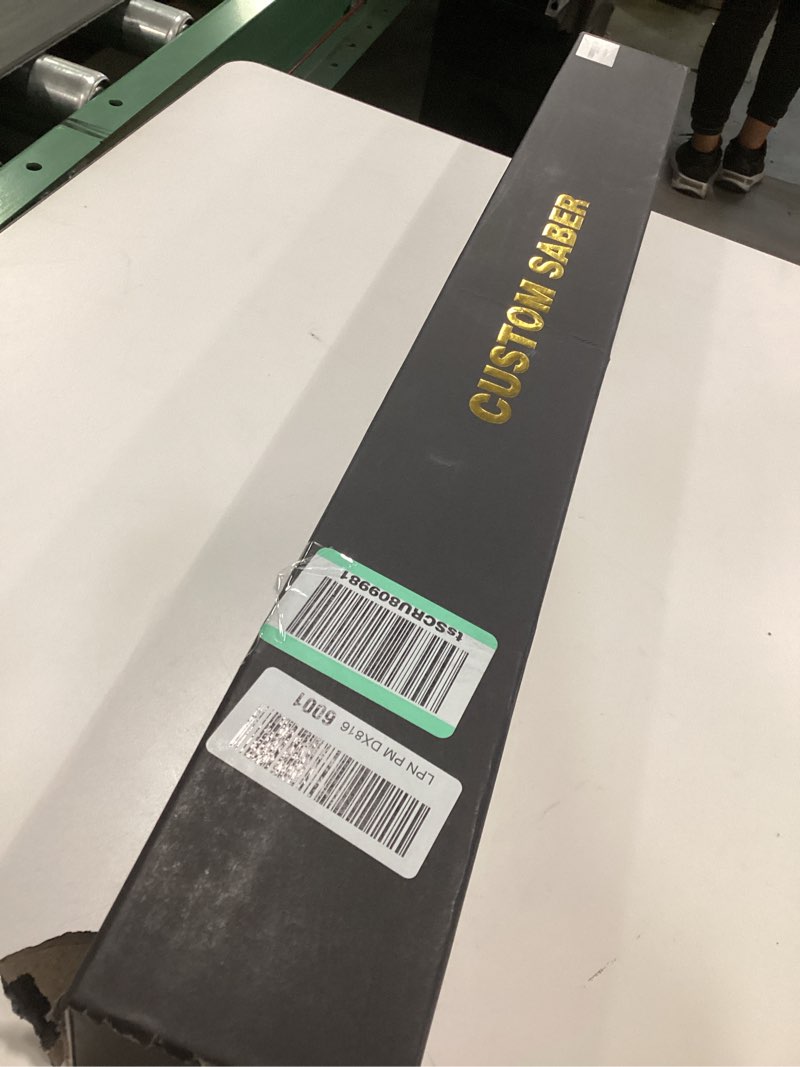 CUSTOM SABER
tsSCRU809981
LPN PM DX816 6001